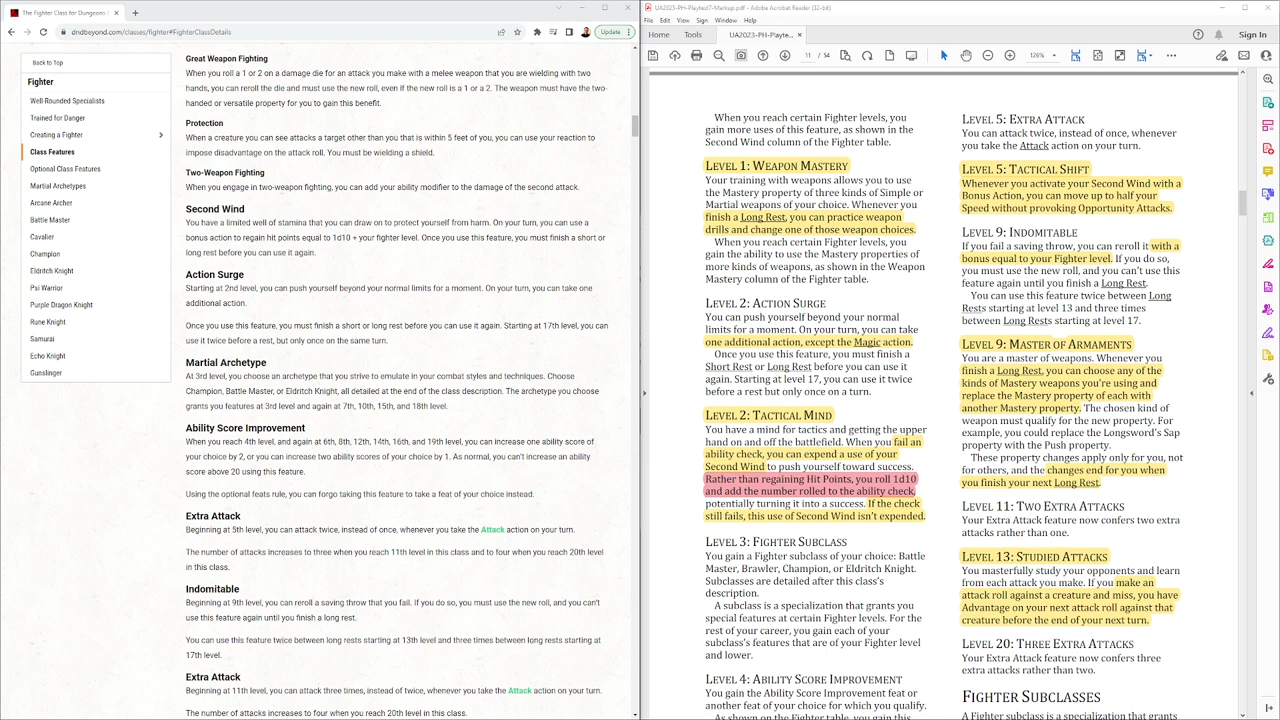 The Fighter Class for Dungeons
dndbeyond.com/classes/fighter#FighterClassDetails
Update
Back to Top
Fighter
Well Rounded Specialists
Trained for Danger
Creating a Fighter
Class Features
Optional Class Features
Martial Archetypes
Arcane Archer
Battle Master
Cavalier
Champion
Eldritch Knight
Psi Warrior
Purple Dragon Knight
Rune Knight
Samurai
Echo Knight
Gunslinger
Great Weapon Fighting
When you roll a 1 or 2 on a damage die for an attack you make with a melee weapon that you are wielding with two
hands, you can reroll the die and must use the new roll, even if the new roll is a 1 or a 2. The weapon must have the two-
handed or versatile property for you to gain this benefit.
Protection
When a creature you can see attacks a target other than you that is within 5 feet of you, you can use your reaction to
impose disadvantage on the attack roll. You must be wielding a shield.
Two-Weapon Fighting
When you engage in two-weapon fighting, you can add your ability modifier to the damage of the second attack.
Second Wind
You have a limited well of stamina that you can draw on to protect yourself from harm. On your turn, you can use a
bonus action to regain hit points equal to 1d10 + your fighter level. Once you use this feature, you must finish a short or
long rest before you can use it again.
Action Surge
Starting at 2nd level, you can push yourself beyond your normal limits for a moment. On your turn, you can take one
additional action.
Once you use this feature, you must finish a short or long rest before you can use it again. Starting at 17th level, you can
use it twice before a rest, but only once on the same turn.
Martial Archetype
At 3rd level, you choose an archetype that you strive to emulate in your combat styles and techniques. Choose
Champion, Battle Master, or Eldritch Knight, all detailed at the end of the class description. The archetype you choose
grants you features at 3rd level and again at 7th, 10th, 15th, and 18th level.
Ability Score Improvement
When you reach 4th level, and again at 6th, 8th, 12th, 14th, 16th, and 19th level, you can increase one ability score of
your choice by 2, or you can increase two ability scores of your choice by 1. As normal, you can't increase an ability
score above 20 using this feature.
Using the optional feats rule, you can forgo taking this feature to take a feat of your choice instead.
Extra Attack
Beginning at 5th level, you can attack twice, instead of once, whenever you take the Attack action on your turn.
The number of attacks increases to three when you reach 11th level in this class and to four when you reach 20th level
in this class.
Indomitable
Beginning at 9th level, you can reroll a saving throw that you fail. If you do so, you must use the new roll, and you can't
use this feature again until you finish a long rest.
You can use this feature twice between long rests starting at 13th level and three times between long rests starting at
17th level.
Extra Attack
Beginning at 11th level, you can attack three times, instead of twice, whenever you take the Attack action on your turn.
The number of attacks increases to four when you reach 20th level in this class.
UA2023-PH-Playtest7-Markup.pdf - Adobe Acrobat Reader (32-bit)
File Edit View Sign Window Help
Home Tools UA2023-PH-Playte...
Sign In
11 / 54
126%
When you reach certain Fighter levels, you
gain more uses of this feature, as shown in the
Second Wind column of the Fighter table.
LEVEL 1: WEAPON MASTERY
Your training with weapons allows you to use
the Mastery property of three kinds of Simple or
Martial weapons of your choice. Whenever you
finish a Long Rest, you can practice weapon
drills and change one of those weapon choices.
When you reach certain Fighter levels, you
gain the ability to use the Mastery properties of
more kinds of weapons, as shown in the Weapon
Mastery column of the Fighter table.
LEVEL 2: ACTION SURGE
You can push yourself beyond your normal
limits for a moment. On your turn, you can take
one additional action, except the Magic action.
Once you use this feature, you must finish a
Short Rest or Long Rest before you can use it
again. Starting at level 17, you can use it twice
before a rest but only once on a turn.
LEVEL 2: TACTICAL MIND
You have a mind for tactics and getting the upper
hand on and off the battlefield. When you fail an
ability check, you can expend a use of your
Second Wind to push yourself toward success.
Rather than regaining Hit Points, you roll 1d10
and add the number rolled to the ability check,
potentially turning it into a success. If the check
still fails, this use of Second Wind isn't expended.
LEVEL 3: FIGHTER SUBCLASS
You gain a Fighter subclass of your choice: Battle
Master, Brawler, Champion, or Eldritch Knight.
Subclasses are detailed after this class's
description.
A subclass is a specialization that grants you
special features at certain Fighter levels. For the
rest of your career, you gain each of your
subclass's features that are of your Fighter level
and lower.
LEVEL 4: ABILITY SCORE IMPROVEMENT
You gain the Ability Score Improvement feat or
another feat of your choice for which you qualify.
As shown on the Fighter table, you gain this
LEVEL 5: EXTRA ATTACK
You can attack twice, instead of once, whenever
you take the Attack action on your turn.
LEVEL 5: TACTICAL SHIFT
Whenever you activate your Second Wind with a
Bonus Action, you can move up to half your
Speed without provoking Opportunity Attacks.
LEVEL 9: INDOMITABLE
If you fail a saving throw, you can reroll it with a
bonus equal to your Fighter level. If you do so,
you must use the new roll, and you can't use this
feature again until you finish a Long Rest.
You can use this feature twice between Long
Rests starting at level 13 and three times
between Long Rests starting at level 17.
LEVEL 9: MASTER OF ARMAMENTS
You are a master of weapons. Whenever you
finish a Long Rest, you can choose any of the
kinds of Mastery weapons you're using and
replace the Mastery property of each with
another Mastery property. The chosen kind of
weapon must qualify for the new property. For
example, you could replace the Longsword's Sap
property with the Push property.
These property changes apply only for you, not
for others, and the changes end for you when
you finish your next Long Rest.
LEVEL 11: TWO EXTRA ATTACKS
Your Extra Attack feature now confers two extra
attacks rather than one.
LEVEL 13: STUDIED ATTACKS
You masterfully study your opponents and learn
from each attack you make. If you make an
attack roll against a creature and miss, you have
Advantage on your next attack roll against that
creature before the end of your next turn.
LEVEL 20: THREE EXTRA ATTACKS
Your Extra Attack feature now confers three
extra attacks rather than two.
FIGHTER SUBCLASSES
A Fighter subclass is a specialization that grants